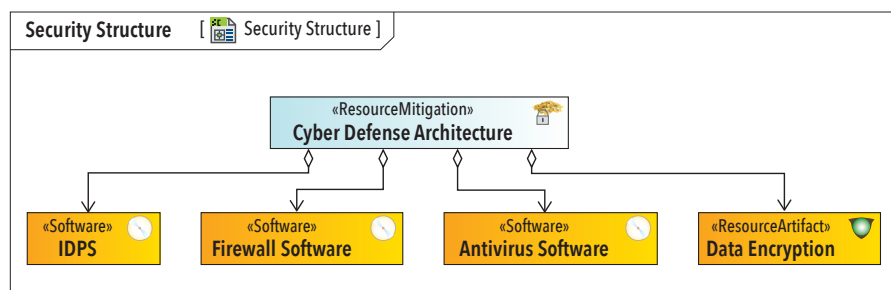 Security Structure [ Security Structure ]
«ResourceMitigation»
Cyber Defense Architecture
«Software»
IDPS
«Software»
Firewall Software
«Software»
Antivirus Software
«ResourceArtifact»
Data Encryption